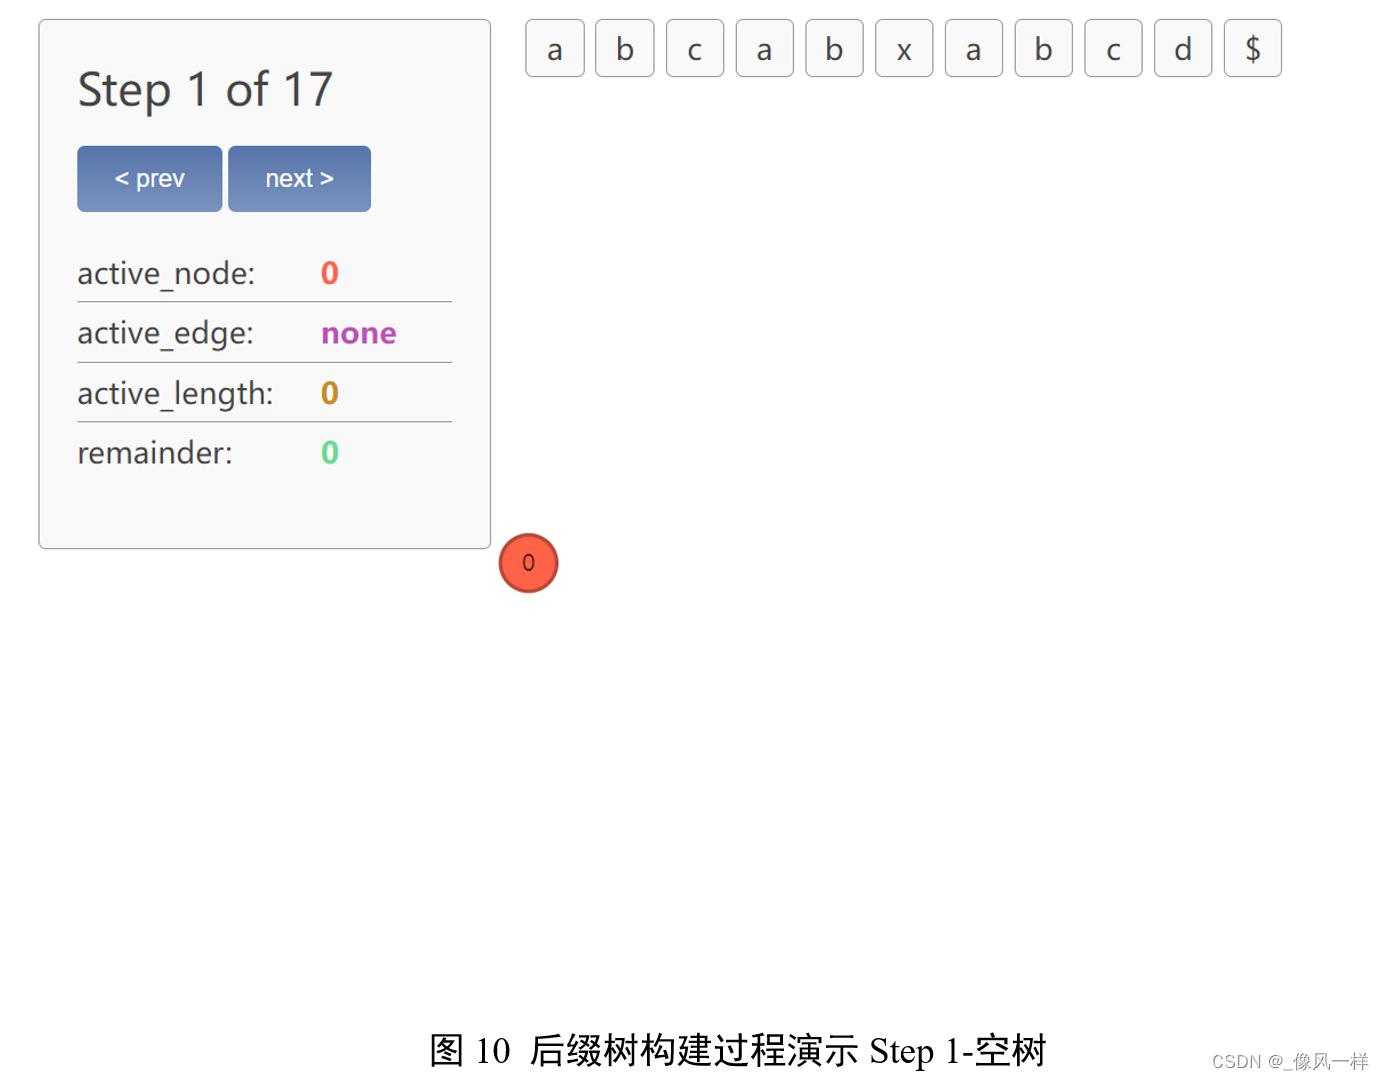 Step 1 of 17
< prev next >
active_node: 0
active_edge: none
active_length: 0
remainder: 0
a b c a b x a b c d $
0
图 10 后缀树构建过程演示 Step 1-空树
CSDN @_像风一样